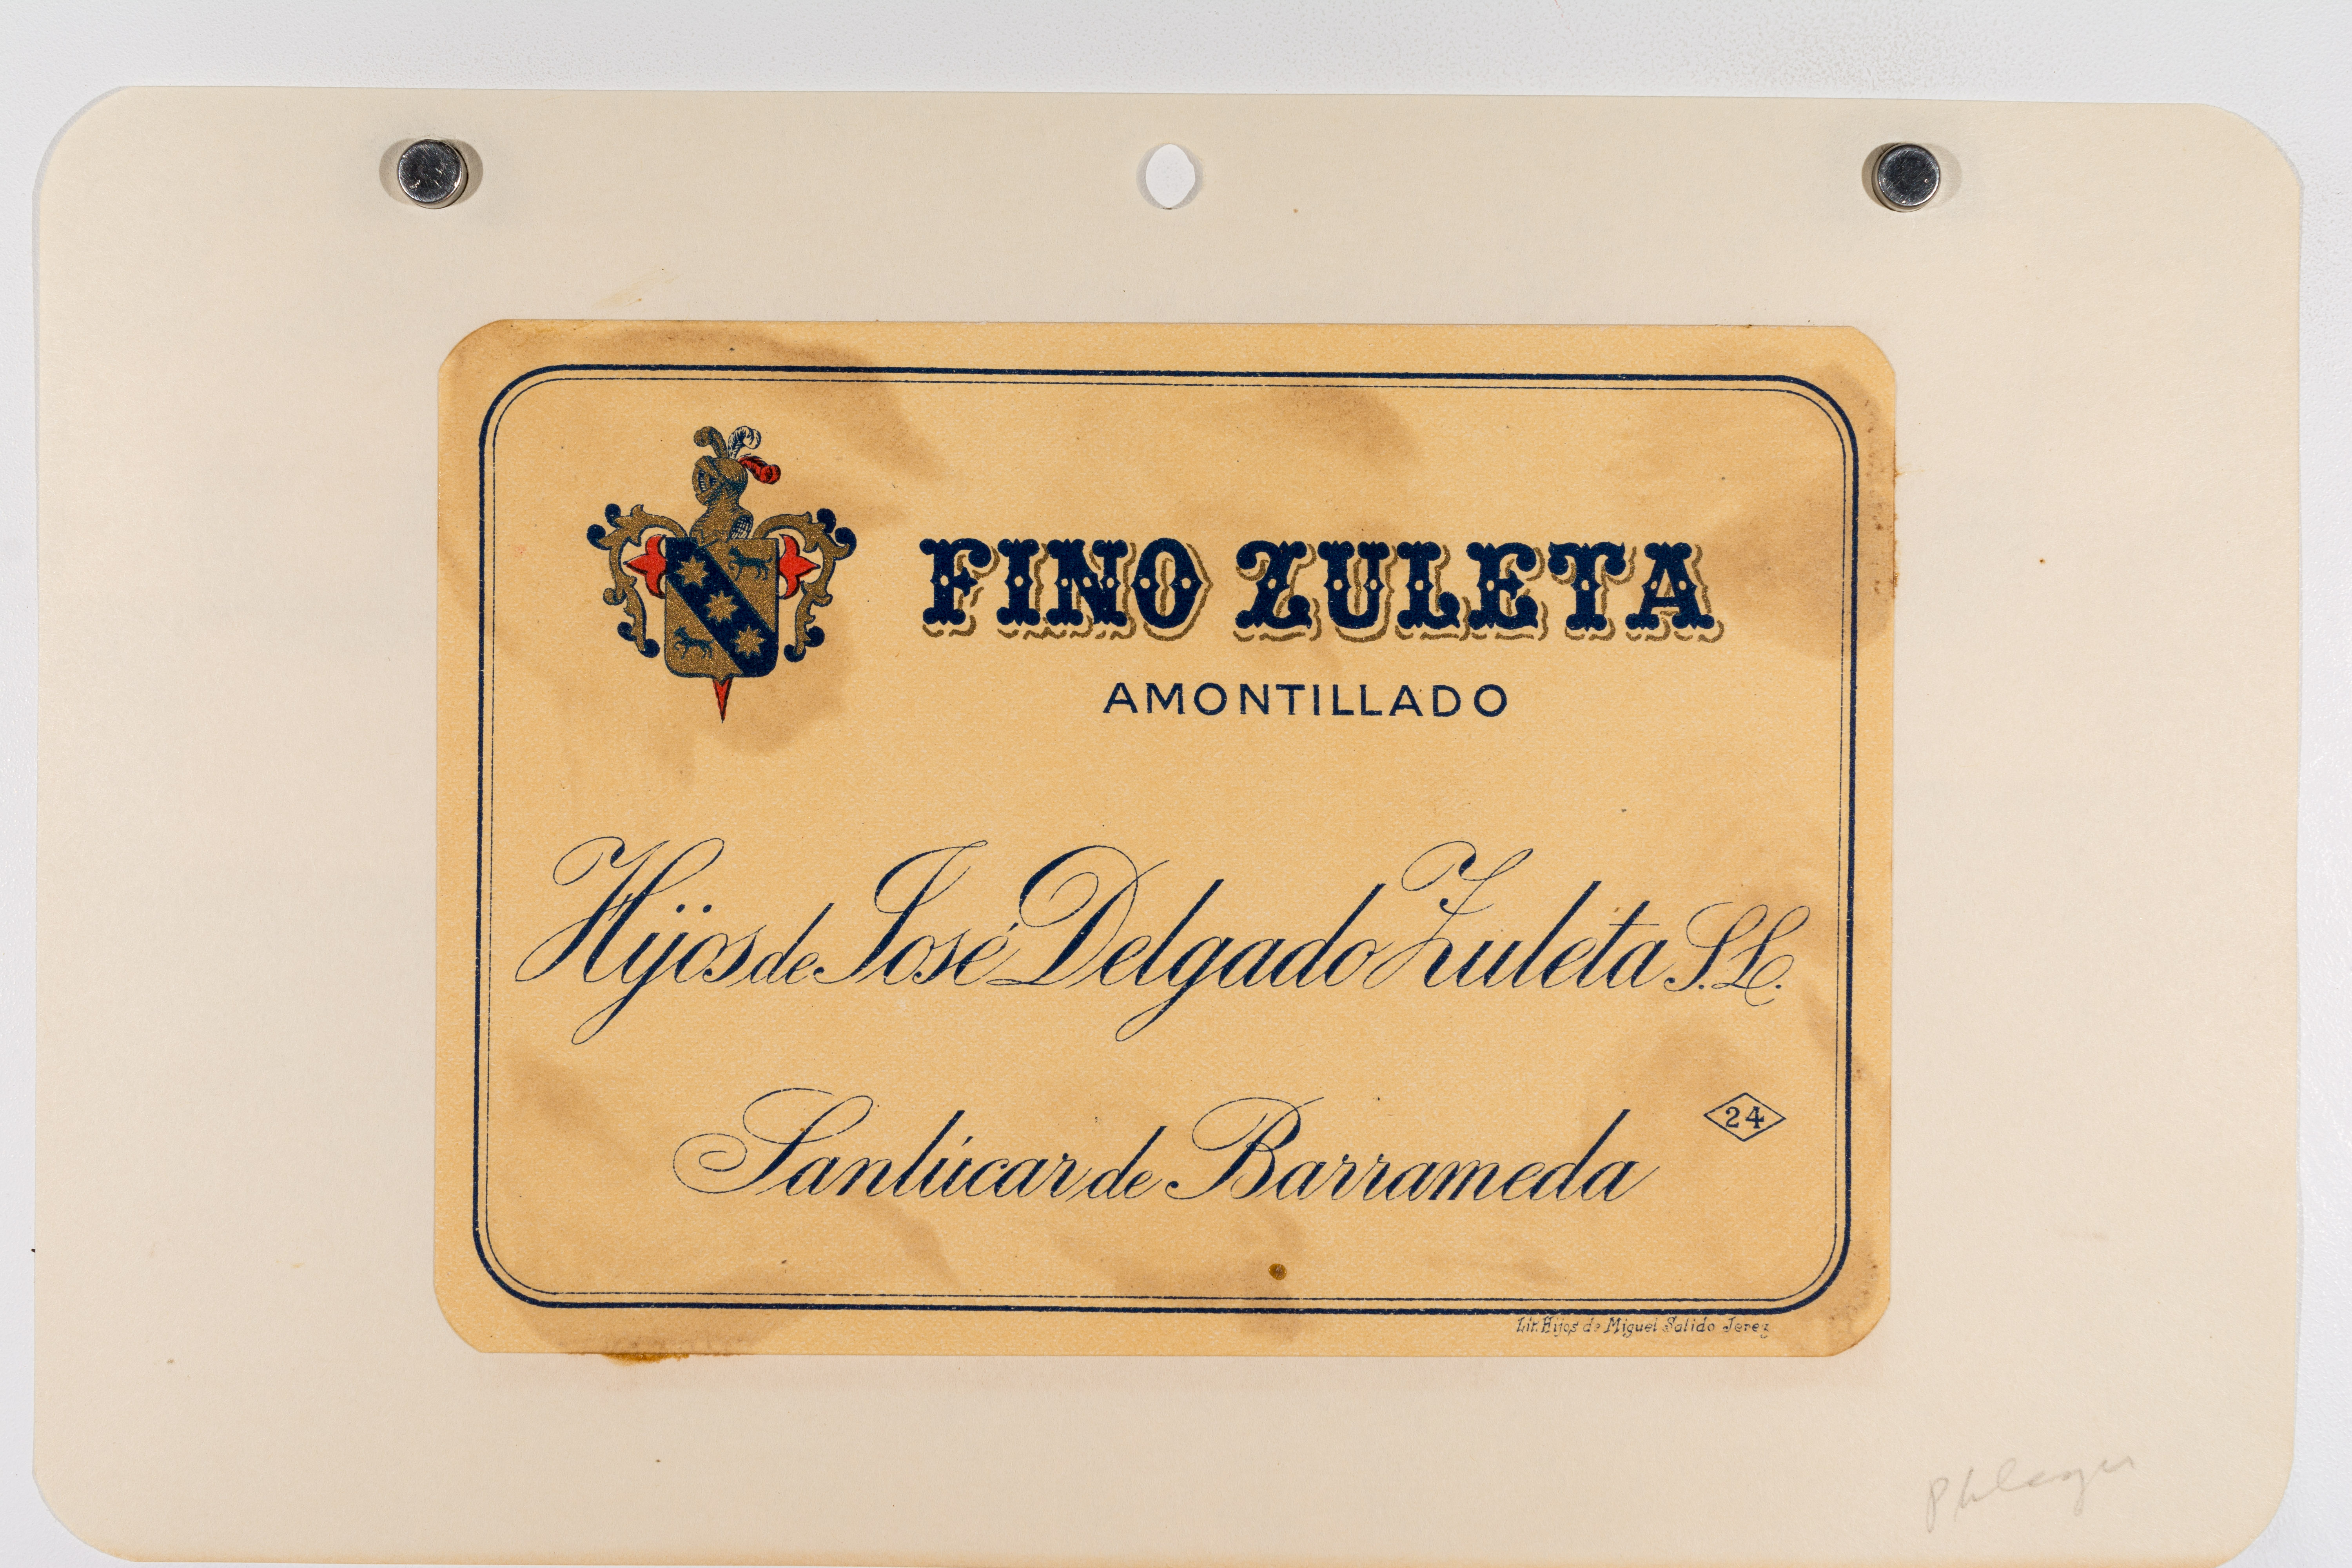 FINO ZULETA
AMONTILLADO
Hijos de José Delgado Zuleta S.L.
Sanlúcar de Barrameda
24
Lit. Hijos de Miguel Salido Jerez